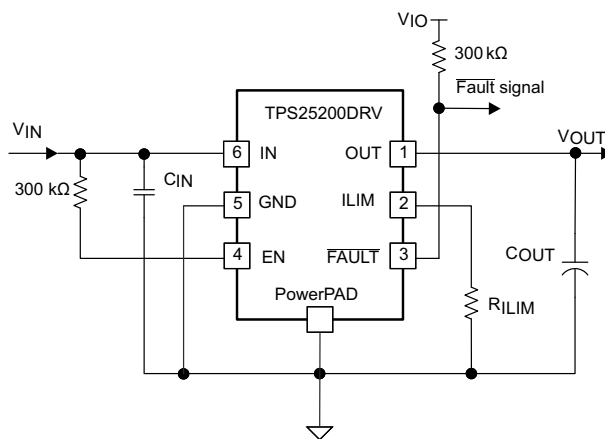 VIO
300 kΩ
Fault signal
TPS25200DRV
VIN
6 IN
OUT 1
VOUT
300 kΩ
CIN
5 GND
ILIM 2
4 EN
FAULT 3
COUT
PowerPAD
RILIM